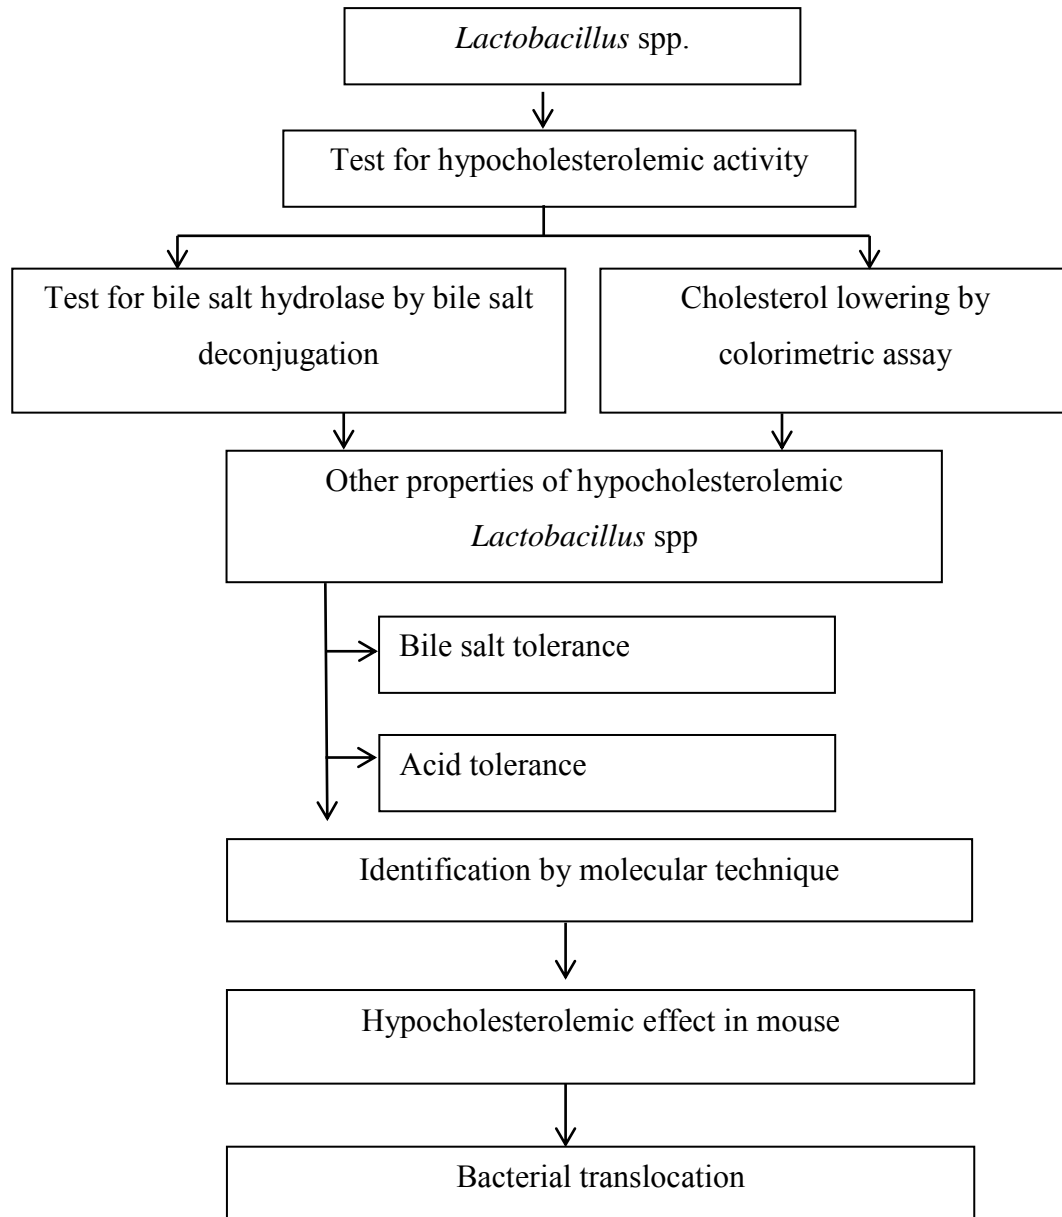 Lactobacillus spp.
Test for hypocholesterolemic activity
Test for bile salt hydrolase by bile salt
deconjugation
Cholesterol lowering by
colorimetric assay
Other properties of hypocholesterolemic
Lactobacillus spp
Bile salt tolerance
Acid tolerance
Identification by molecular technique
Hypocholesterolemic effect in mouse
Bacterial translocation